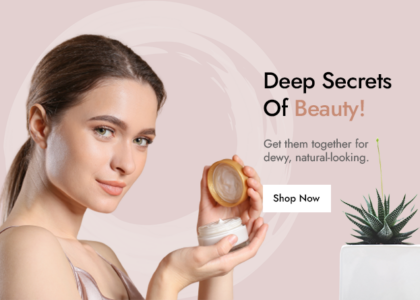 Deep Secrets
Of Beauty!
Get them together for
dewy, natural-looking.
Shop Now